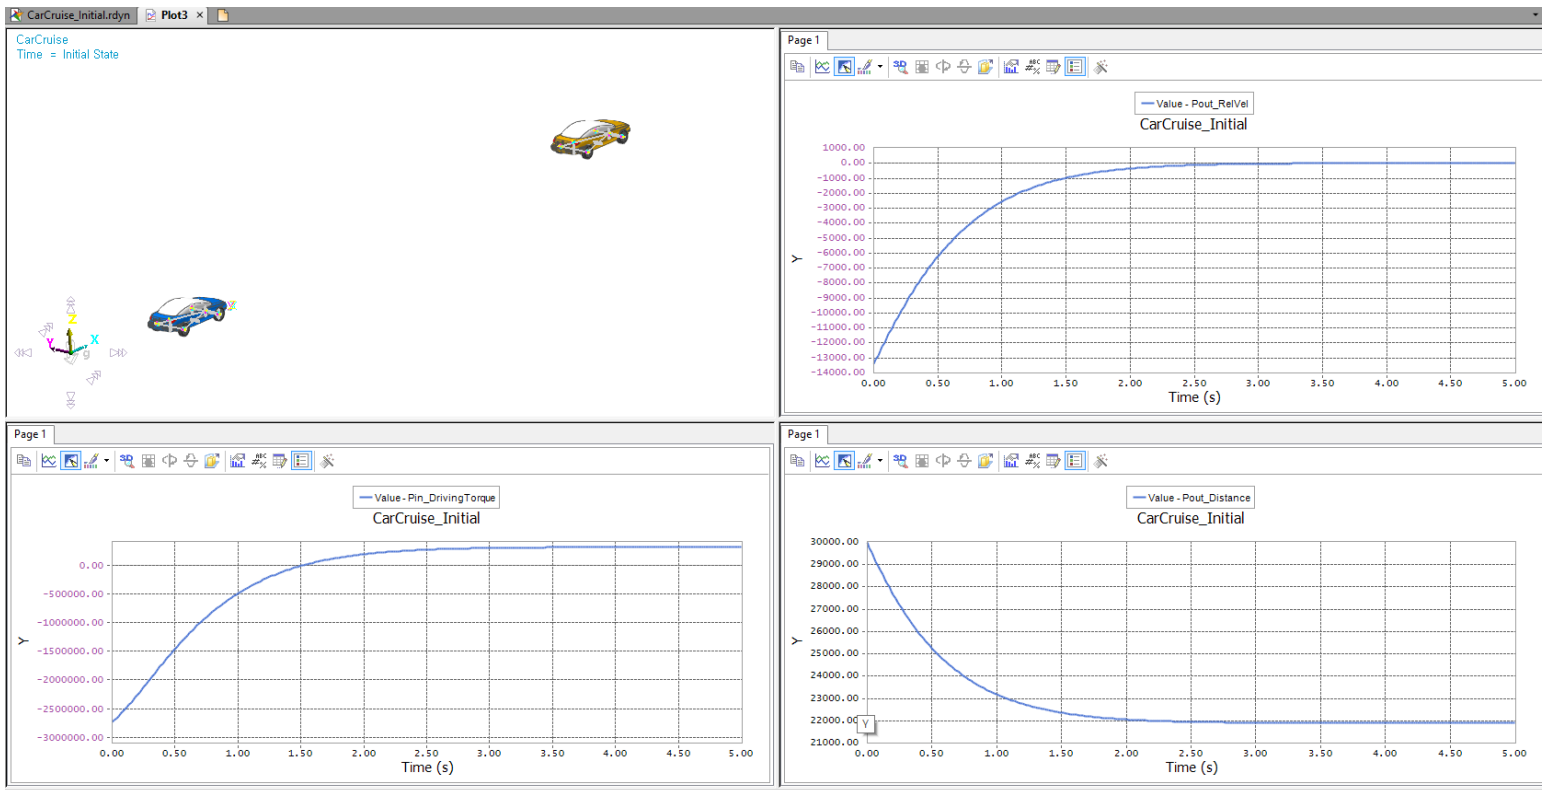 CarCruise_Initial.rdyn
Plot3
CarCruise
Time = Initial State
Z
Y
X
g
Page 1
3D
ABC
#%
Value - Pout_RelVel
CarCruise_Initial
1000.00
0.00
-1000.00
-2000.00
-3000.00
-4000.00
-5000.00
-6000.00
-7000.00
-8000.00
-9000.00
-10000.00
-11000.00
-12000.00
-13000.00
-14000.00
Y
0.00 0.50 1.00 1.50 2.00 2.50 3.00 3.50 4.00 4.50 5.00
Time (s)
Page 1
3D
ABC
#%
Value - Pin_DrivingTorque
CarCruise_Initial
0.00
-500000.00
-1000000.00
-1500000.00
-2000000.00
-2500000.00
-3000000.00
Y
0.00 0.50 1.00 1.50 2.00 2.50 3.00 3.50 4.00 4.50 5.00
Time (s)
Page 1
3D
ABC
#%
Value - Pout_Distance
CarCruise_Initial
30000.00
29000.00
28000.00
27000.00
26000.00
25000.00
24000.00
23000.00
22000.00
21000.00
Y
Y
0.00 0.50 1.00 1.50 2.00 2.50 3.00 3.50 4.00 4.50 5.00
Time (s)